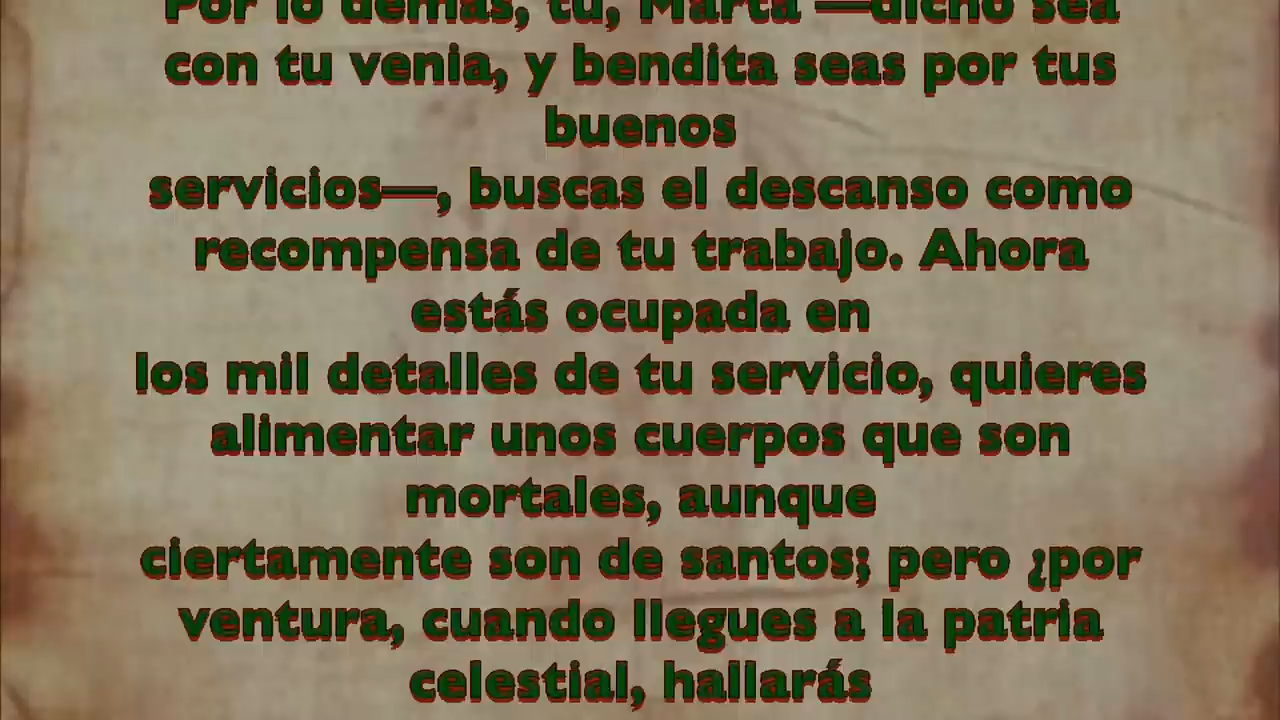 Por lo demás, tú, Marta —dicho sea
con tu venia, y bendita seas por tus
buenos
servicios—, buscas el descanso como
recompensa de tu trabajo. Ahora
estás ocupada en
los mil detalles de tu servicio, quieres
alimentar unos cuerpos que son
mortales, aunque
ciertamente son de santos; pero ¿por
ventura, cuando llegues a la patria
celestial, hallarás